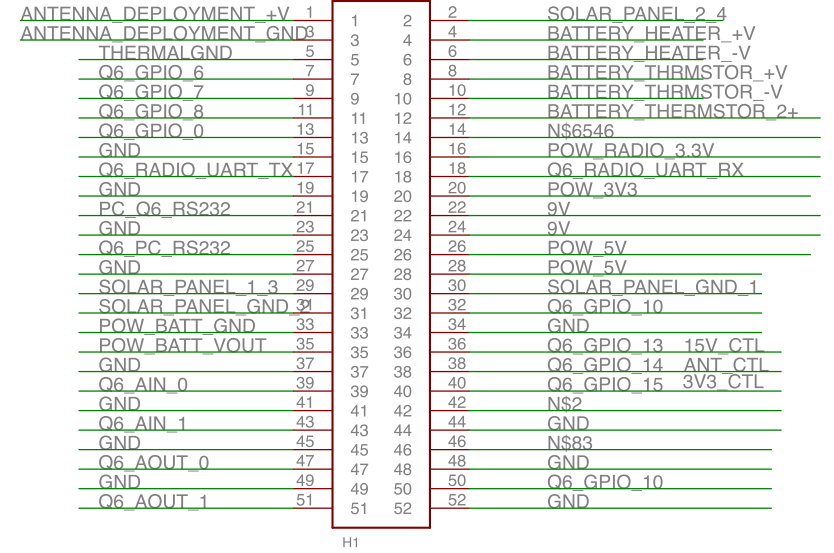 ANTENNA_DEPLOYMENT_+V 1 1 2 2 SOLAR_PANEL_2_4
ANTENNA_DEPLOYMENT_GND 3 3 4 4 BATTERY_HEATER_+V
THERMALGND 5 5 6 6 BATTERY_HEATER_-V
Q6_GPIO_6 7 7 8 8 BATTERY_THRMSTOR_+V
Q6_GPIO_7 9 9 10 10 BATTERY_THRMSTOR_-V
Q6_GPIO_8 11 11 12 12 BATTERY_THERMSTOR_2+
Q6_GPIO_0 13 13 14 14 N$6546
GND 15 15 16 16 POW_RADIO_3.3V
Q6_RADIO_UART_TX 17 17 18 18 Q6_RADIO_UART_RX
GND 19 19 20 20 POW_3V3
PC_Q6_RS232 21 21 22 22 9V
GND 23 23 24 24 9V
Q6_PC_RS232 25 25 26 26 POW_5V
GND 27 27 28 28 POW_5V
SOLAR_PANEL_1_3 29 29 30 30 SOLAR_PANEL_GND_1
SOLAR_PANEL_GND_2 31 31 32 32 Q6_GPIO_10
POW_BATT_GND 33 33 34 34 GND
POW_BATT_VOUT 35 35 36 36 Q6_GPIO_13 15V_CTL
GND 37 37 38 38 Q6_GPIO_14 ANT_CTL
Q6_AIN_0 39 39 40 40 Q6_GPIO_15 3V3_CTL
GND 41 41 42 42 N$2
Q6_AIN_1 43 43 44 44 GND
GND 45 45 46 46 N$83
Q6_AOUT_0 47 47 48 48 GND
GND 49 49 50 50 Q6_GPIO_10
Q6_AOUT_1 51 51 52 52 GND
H1